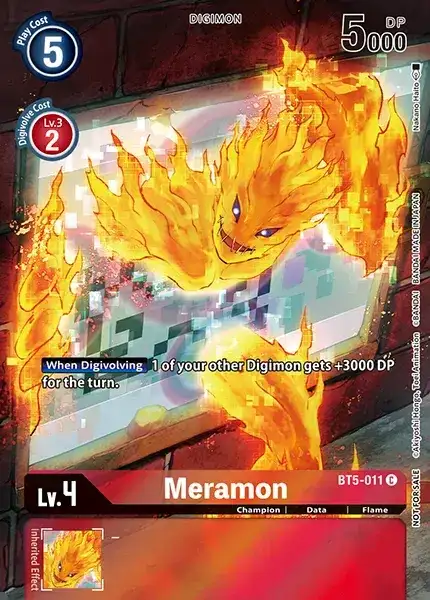 Play Cost
5
DIGIMON
DP
5000
Digivolve Cost
Lv.3
2
Nakano Haito
©Akiyoshi Hongo, Toei Animation ©BANDAI BANDAI MADE IN JAPAN
NOT FOR SALE
When Digivolving 1 of your other Digimon gets +3000 DP
for the turn.
Lv.4
Meramon
BT5-011 C
Champion | Data | Flame
Inherited Effect